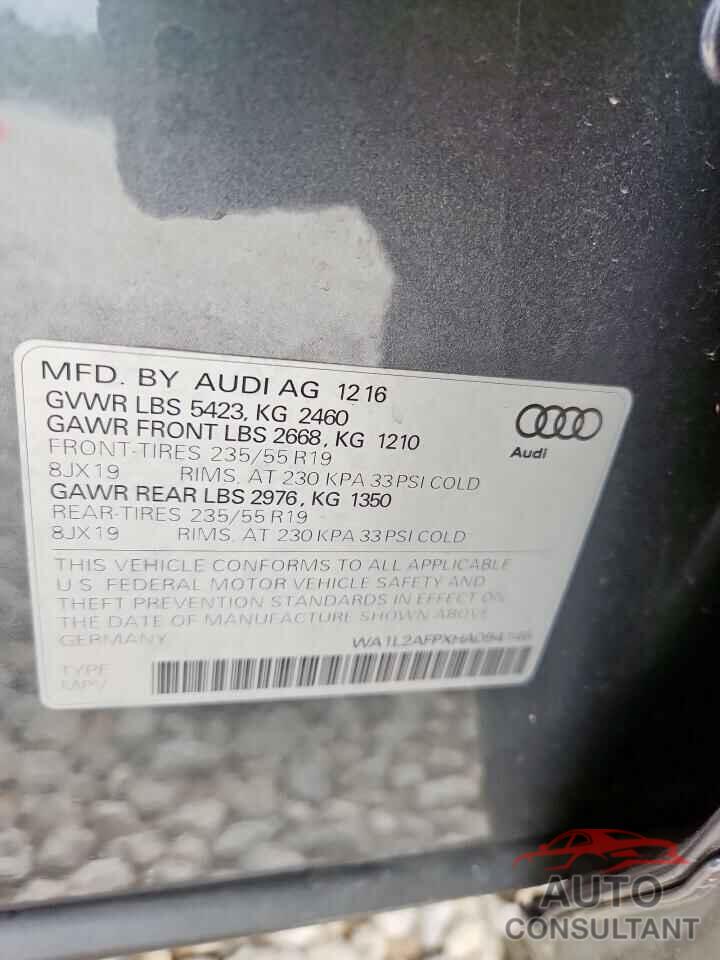 MFD. BY AUDI AG 12 16
GVWR LBS 5423, KG 2460
GAWR FRONT LBS 2668, KG 1210
FRONT-TIRES 235/55 R19
8JX19 RIMS, AT 230 KPA 33 PSI COLD
GAWR REAR LBS 2976, KG 1350
REAR-TIRES 235/55 R19
8JX19 RIMS, AT 230 KPA 33 PSI COLD
THIS VEHICLE CONFORMS TO ALL APPLICABLE
U.S. FEDERAL MOTOR VEHICLE SAFETY AND
THEFT PREVENTION STANDARDS IN EFFECT ON
THE DATE OF MANUFACTURE SHOWN ABOVE
GERMANY
TYPE
MPV
Audi
AUTO
CONSULTANT